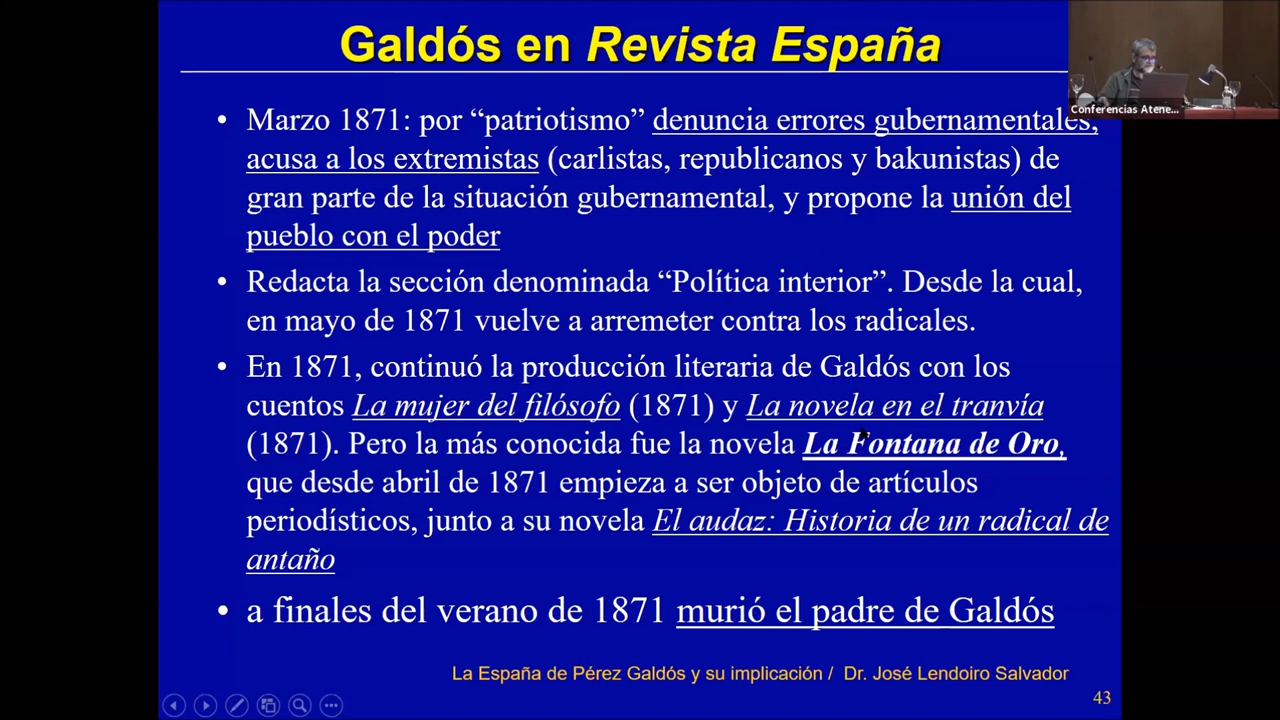 Galdós en Revista España
Conferencias Atene...
• Marzo 1871: por “patriotismo” denuncia errores gubernamentales,
acusa a los extremistas (carlistas, republicanos y bakunistas) de
gran parte de la situación gubernamental, y propone la unión del
pueblo con el poder
• Redacta la sección denominada “Política interior”. Desde la cual,
en mayo de 1871 vuelve a arremeter contra los radicales.
• En 1871, continuó la producción literaria de Galdós con los
cuentos La mujer del filósofo (1871) y La novela en el tranvía
(1871). Pero la más conocida fue la novela La Fontana de Oro,
que desde abril de 1871 empieza a ser objeto de artículos
periodísticos, junto a su novela El audaz: Historia de un radical de
antaño
• a finales del verano de 1871 murió el padre de Galdós
La España de Pérez Galdós y su implicación / Dr. José Lendoiro Salvador
43